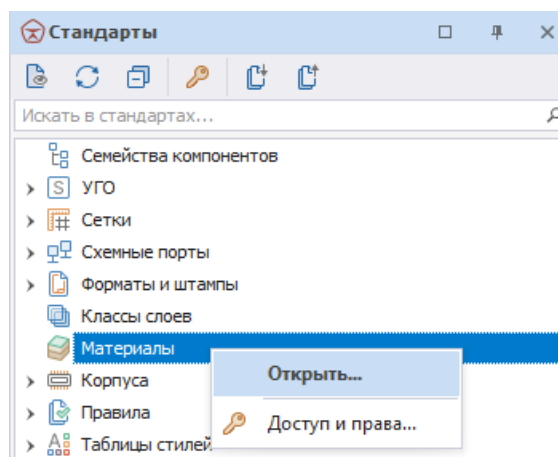 Стандарты
Искать в стандартах...
Семейства компонентов
УГО
Сетки
Схемные порты
Форматы и штампы
Классы слоев
Материалы
Открыть...
Корпуса
Правила
Доступ и права...
Таблицы стилей